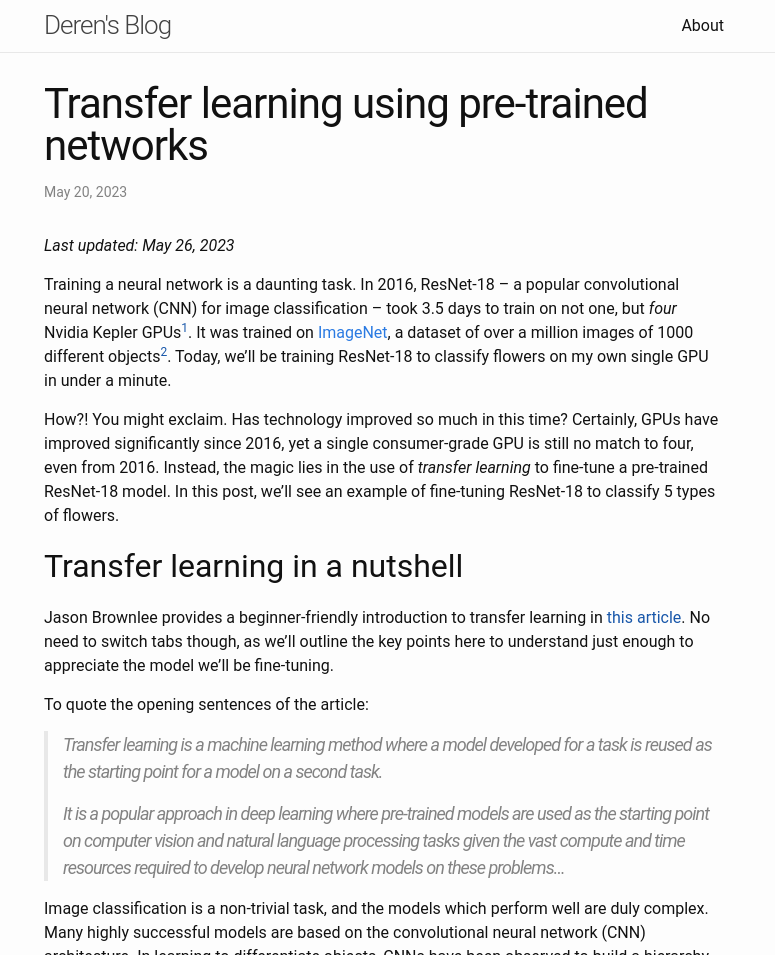 Deren's Blog
About
Transfer learning using pre-trained
networks
May 20, 2023
Last updated: May 26, 2023
Training a neural network is a daunting task. In 2016, ResNet-18 – a popular convolutional
neural network (CNN) for image classification – took 3.5 days to train on not one, but four
Nvidia Kepler GPUs1. It was trained on ImageNet, a dataset of over a million images of 1000
different objects2. Today, we’ll be training ResNet-18 to classify flowers on my own single GPU
in under a minute.
How?! You might exclaim. Has technology improved so much in this time? Certainly, GPUs have
improved significantly since 2016, yet a single consumer-grade GPU is still no match to four,
even from 2016. Instead, the magic lies in the use of transfer learning to fine-tune a pre-trained
ResNet-18 model. In this post, we’ll see an example of fine-tuning ResNet-18 to classify 5 types
of flowers.
Transfer learning in a nutshell
Jason Brownlee provides a beginner-friendly introduction to transfer learning in this article. No
need to switch tabs though, as we’ll outline the key points here to understand just enough to
appreciate the model we’ll be fine-tuning.
To quote the opening sentences of the article:
Transfer learning is a machine learning method where a model developed for a task is reused as
the starting point for a model on a second task.
It is a popular approach in deep learning where pre-trained models are used as the starting point
on computer vision and natural language processing tasks given the vast compute and time
resources required to develop neural network models on these problems…
Image classification is a non-trivial task, and the models which perform well are duly complex.
Many highly successful models are based on the convolutional neural network (CNN)
architecture. In learning to differentiate objects, CNNs have been observed to build a hierarchy